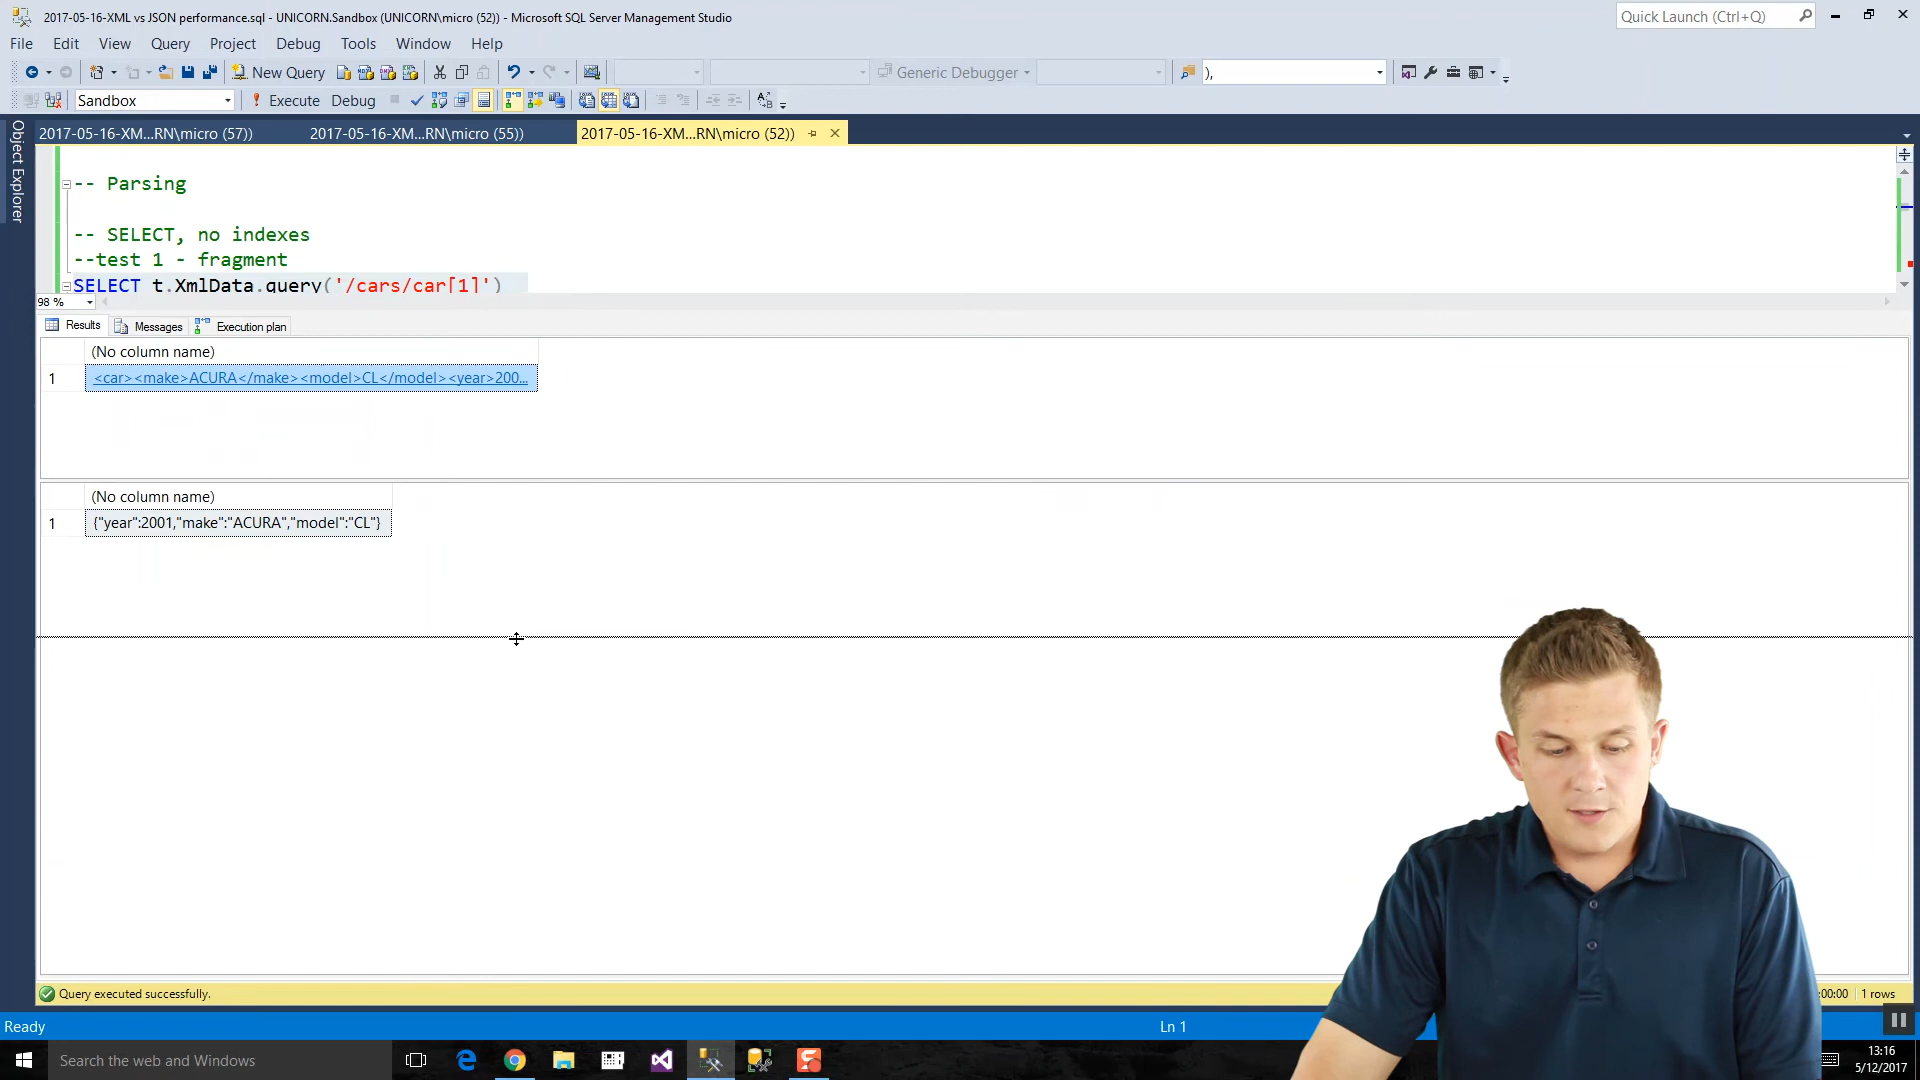 2017-05-16-XML vs JSON performance.sql - UNICORN.Sandbox (UNICORN\micro (52)) - Microsoft SQL Server Management Studio
Quick Launch (Ctrl+Q)
File Edit View Query Project Debug Tools Window Help
New Query
Generic Debugger
),
Sandbox
Execute Debug
2017-05-16-XM...RN\micro (57))
2017-05-16-XM...RN\micro (55))
2017-05-16-XM...RN\micro (52))
Object Explorer
-- Parsing
-- SELECT, no indexes
--test 1 - fragment
SELECT t.XmlData.query('/cars/car[1]')
98 %
Results Messages Execution plan
(No column name)
1 <car><make>ACURA</make><model>CL</model><year>200...
(No column name)
1 {"year":2001,"make":"ACURA","model":"CL"}
Query executed successfully.
:00:00 1 rows
Ready
Ln 1
Search the web and Windows
13:16
5/12/2017